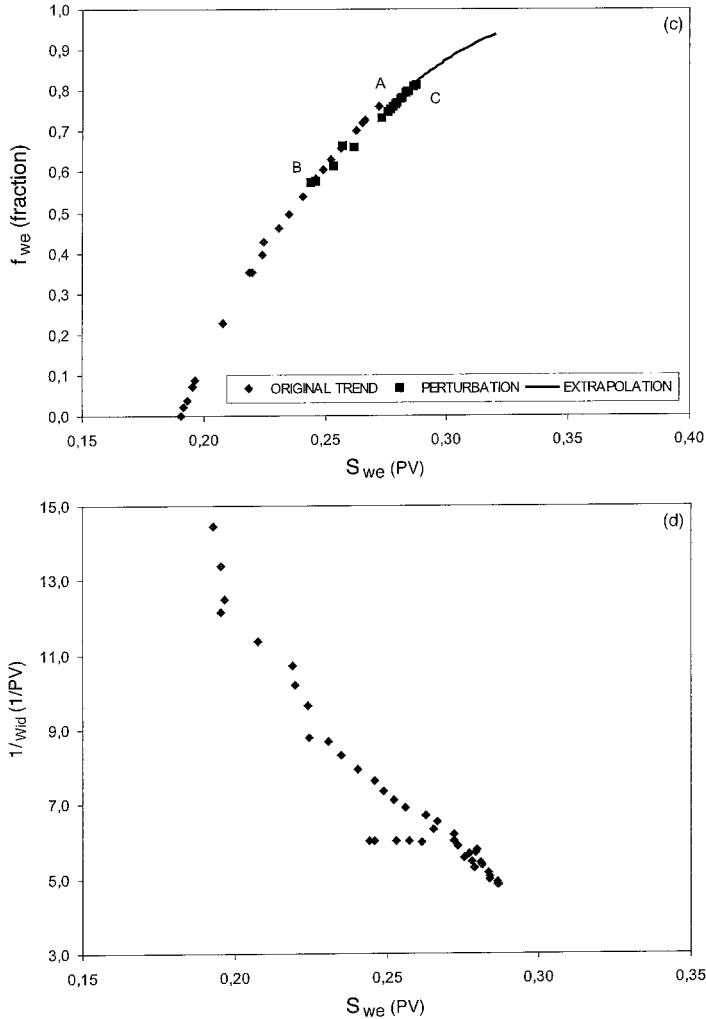 (c)
1,0
0,9
0,8
0,7
0,6
0,5
0,4
0,3
0,2
0,1
0,0
f we (fraction)
A
C
B
ORIGINAL TREND PERTURBATION EXTRAPOLATION
0,15 0,20 0,25 0,30 0,35 0,40
S we (PV)
(d)
15,0
13,0
11,0
9,0
7,0
5,0
3,0
1/Wid (1/PV)
0,15 0,20 0,25 0,30 0,35
S we (PV)